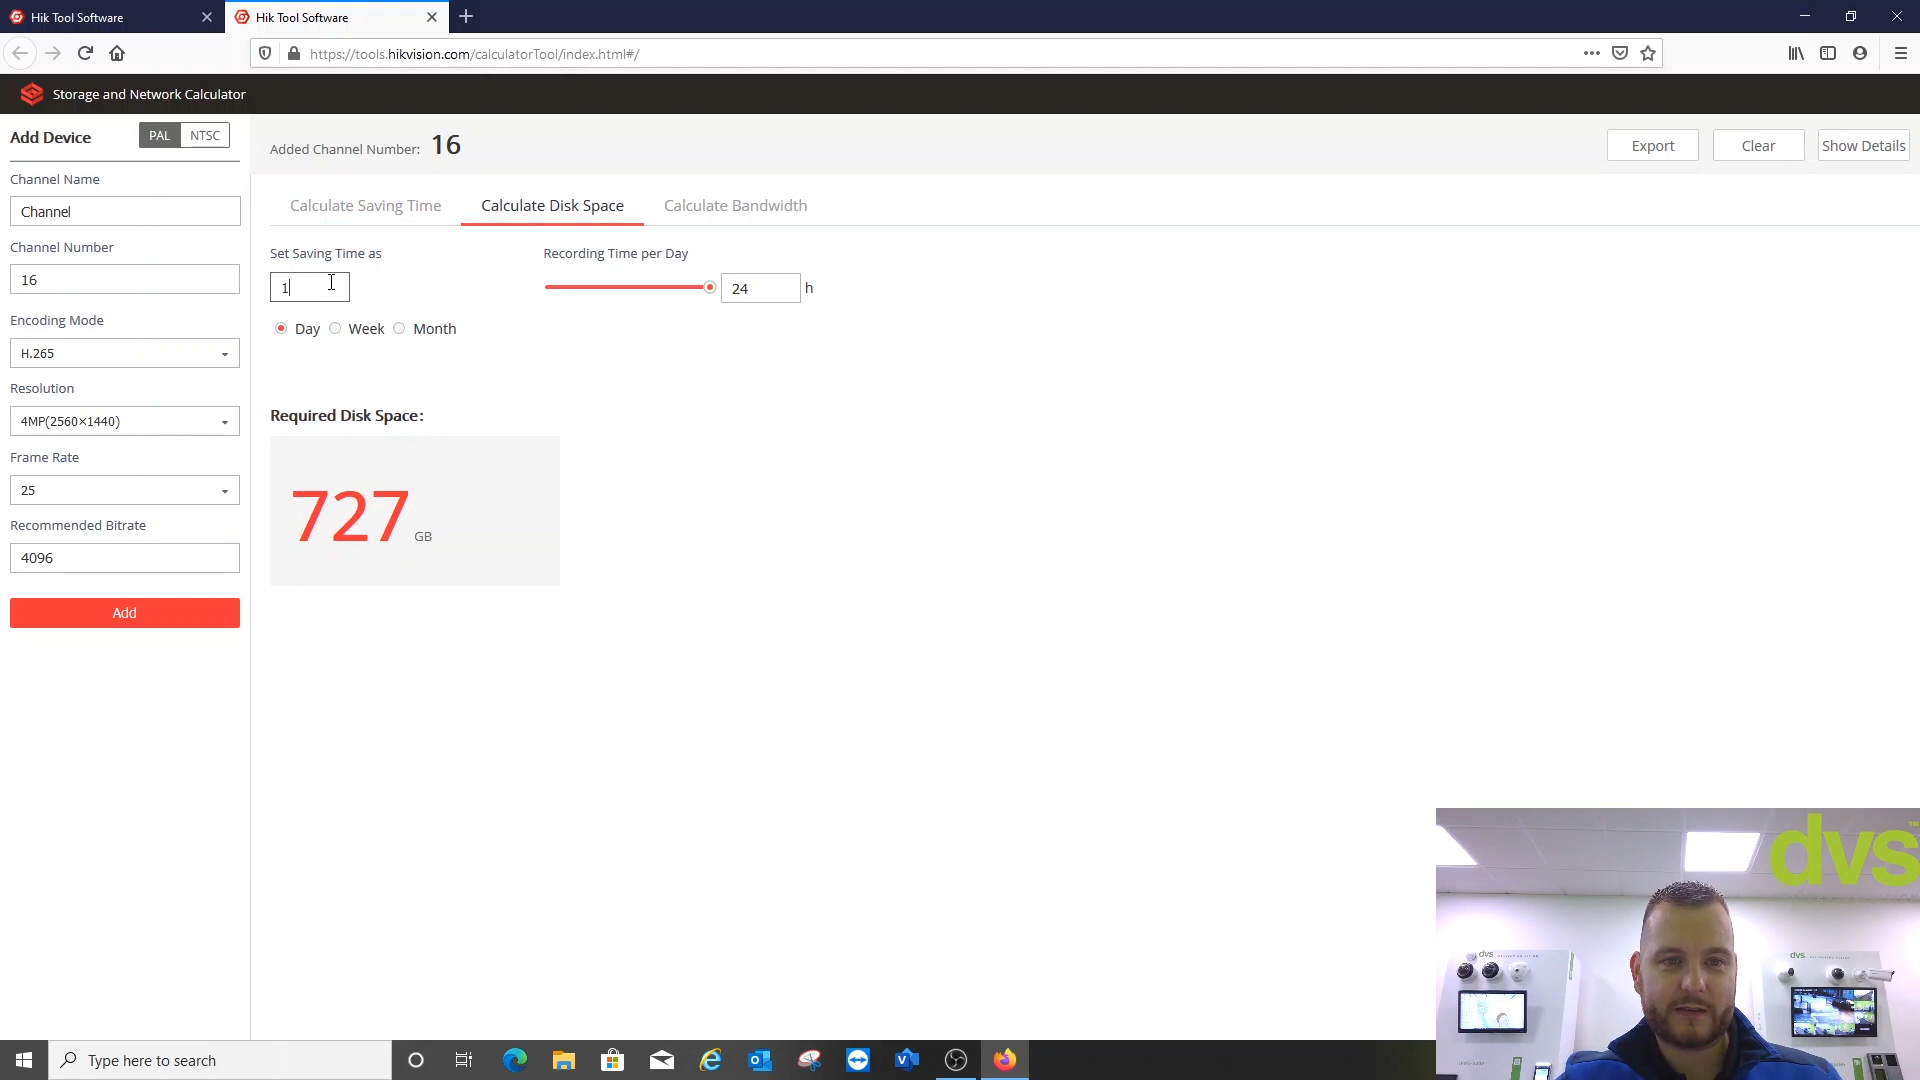 Hik Tool Software
Hik Tool Software
https://tools.hikvision.com/calculatorTool/index.html#/
Storage and Network Calculator
Add Device
PAL
NTSC
Channel Name
Channel
Channel Number
16
Encoding Mode
H.265
Resolution
4MP(2560×1440)
Frame Rate
25
Recommended Bitrate
4096
Add
Added Channel Number: 16
Export
Clear
Show Details
Calculate Saving Time
Calculate Disk Space
Calculate Bandwidth
Set Saving Time as
1
Day
Week
Month
Recording Time per Day
24 h
Required Disk Space:
727 GB
dvs™
dvs
dvs
Type here to search